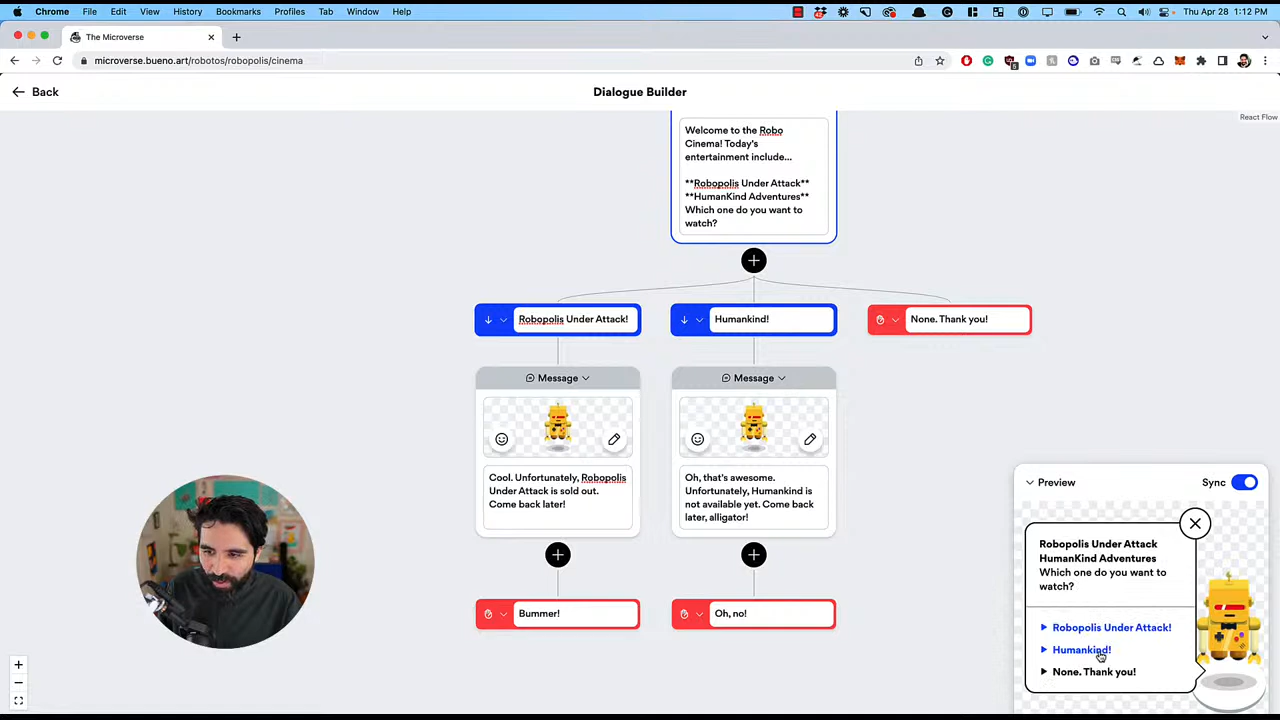 Chrome File Edit View History Bookmarks Profiles Tab Window Help
Thu Apr 28 1:12 PM
The Microverse
microverse.bueno.art/robotos/robopolis/cinema
Back
Dialogue Builder
React Flow
Welcome to the Robo
Cinema! Today's
entertainment include...
**Robopolis Under Attack**
**HumanKind Adventures**
Which one do you want to
watch?
Robopolis Under Attack!
Humankind!
None. Thank you!
Message
Message
Cool. Unfortunately, Robopolis
Under Attack is sold out.
Come back later!
Oh, that's awesome.
Unfortunately, Humankind is
not available yet. Come back
later, alligator!
Bummer!
Oh, no!
Preview
Sync
Robopolis Under Attack
HumanKind Adventures
Which one do you want to
watch?
Robopolis Under Attack!
Humankind!
None. Thank you!